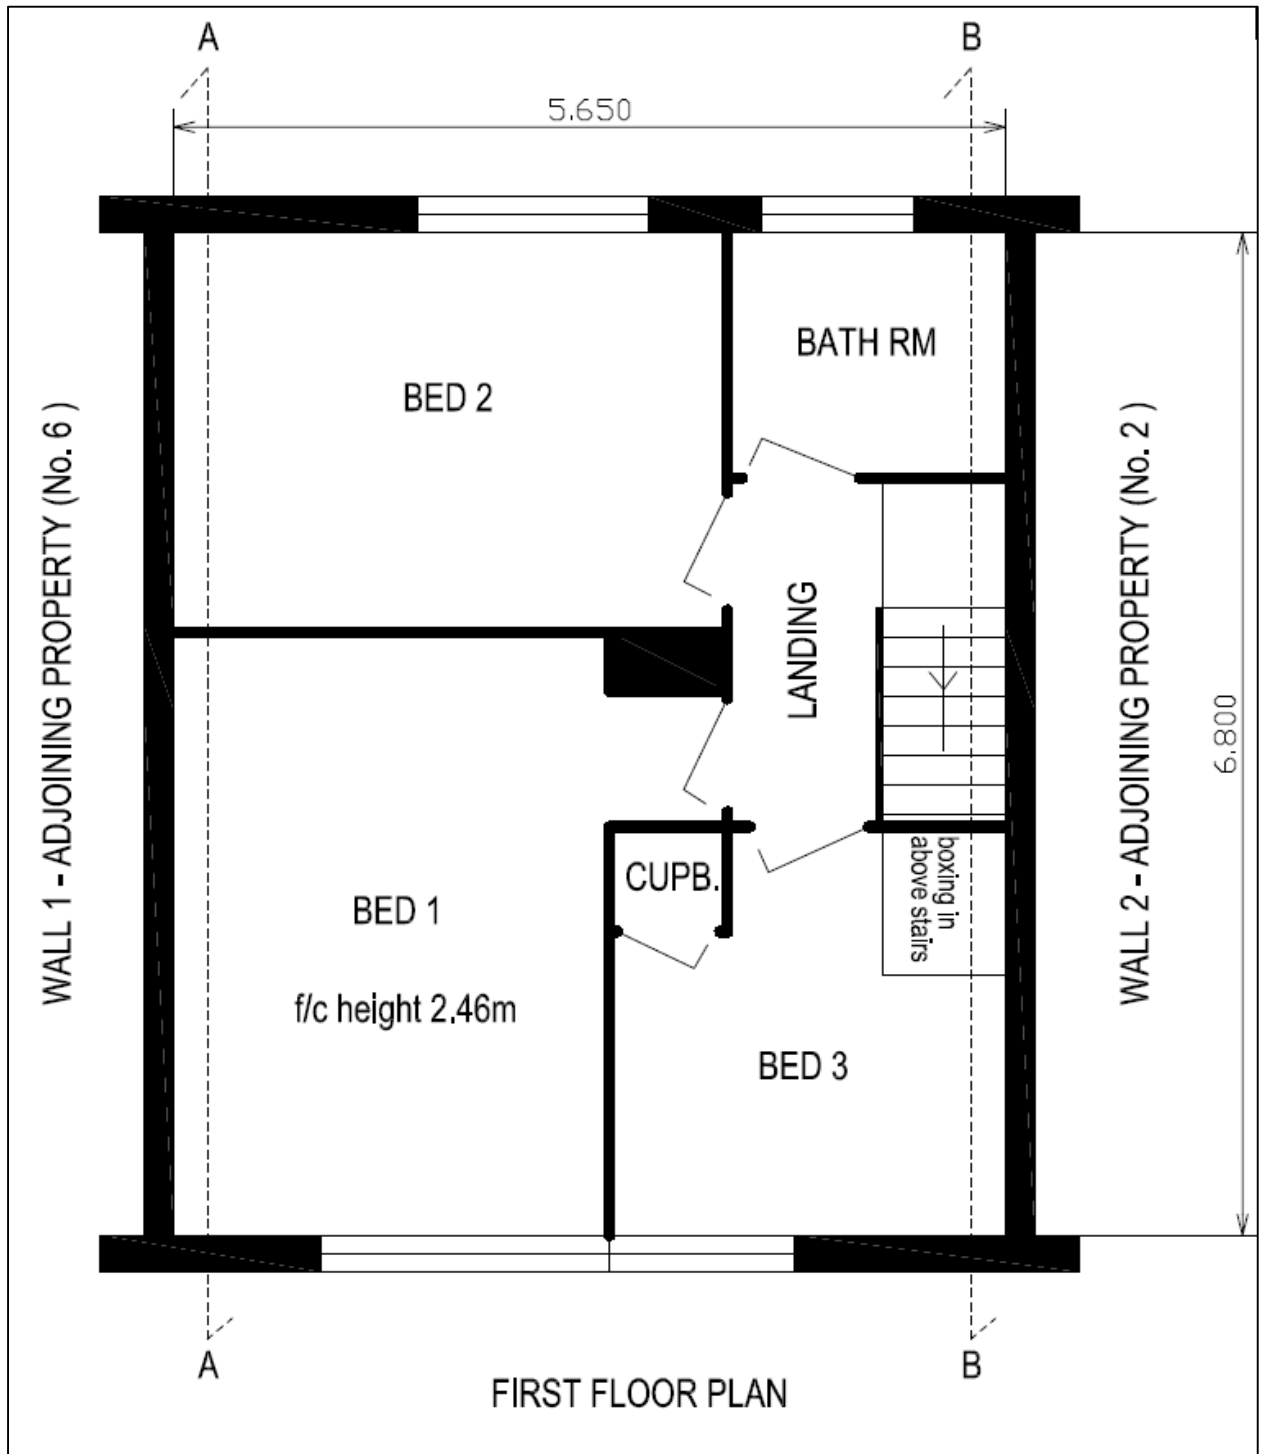 A
B
5.650
BED 2
BATH RM
WALL 1 - ADJOINING PROPERTY (No. 6 )
WALL 2 - ADJOINING PROPERTY (No. 2 )
LANDING
6.800
CUPB.
boxing in
above stairs
BED 1
f/c height 2.46m
BED 3
A
B
FIRST FLOOR PLAN